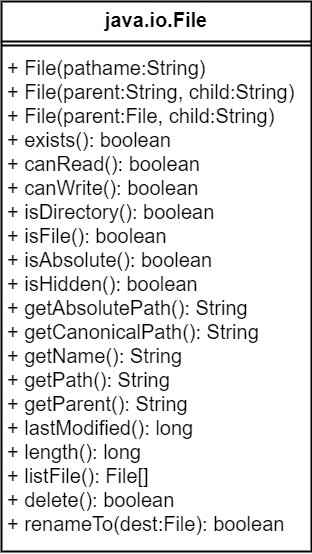 java.io.File
+ File(pathame:String)
+ File(parent:String, child:String)
+ File(parent:File, child:String)
+ exists(): boolean
+ canRead(): boolean
+ canWrite(): boolean
+ isDirectory(): boolean
+ isFile(): boolean
+ isAbsolute(): boolean
+ isHidden(): boolean
+ getAbsolutePath(): String
+ getCanonicalPath(): String
+ getName(): String
+ getPath(): String
+ getParent(): String
+ lastModified(): long
+ length(): long
+ listFile(): File[]
+ delete(): boolean
+ renameTo(dest:File): boolean